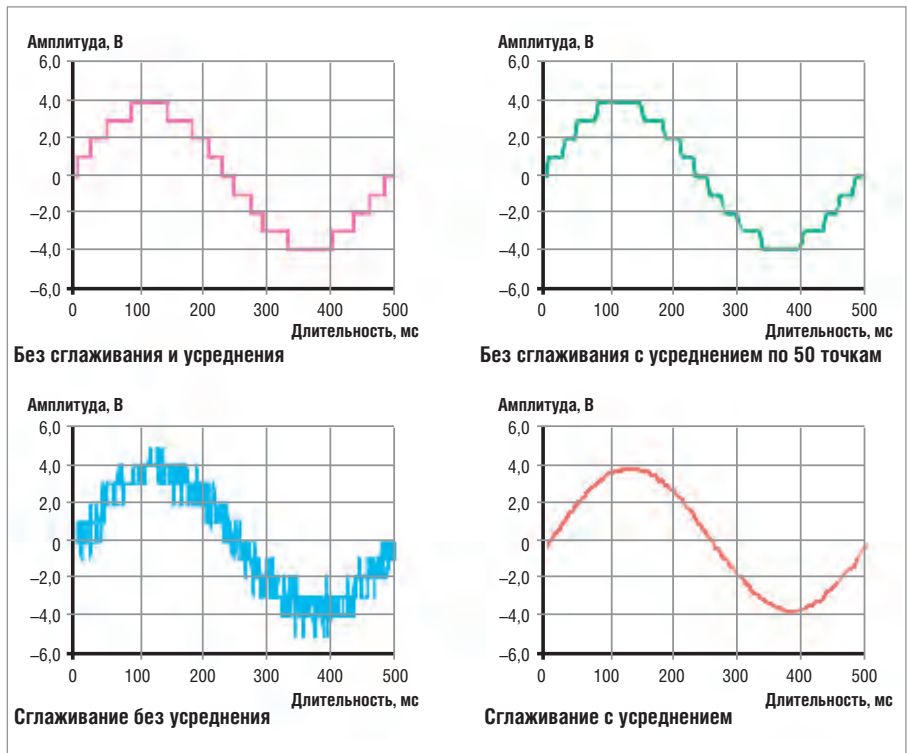 Амплитуда, В
6,0
4,0
2,0
0
–2,0
–4,0
–6,0
0 100 200 300 400 500
Длительность, мс
Без сглаживания и усреднения
Амплитуда, В
6,0
4,0
2,0
0
–2,0
–4,0
–6,0
0 100 200 300 400 500
Длительность, мс
Без сглаживания с усреднением по 50 точкам
Амплитуда, В
6,0
4,0
2,0
0
–2,0
–4,0
–6,0
0 100 200 300 400 500
Длительность, мс
Сглаживание без усреднения
Амплитуда, В
6,0
4,0
2,0
0
–2,0
–4,0
–6,0
0 100 200 300 400 500
Длительность, мс
Сглаживание с усреднением